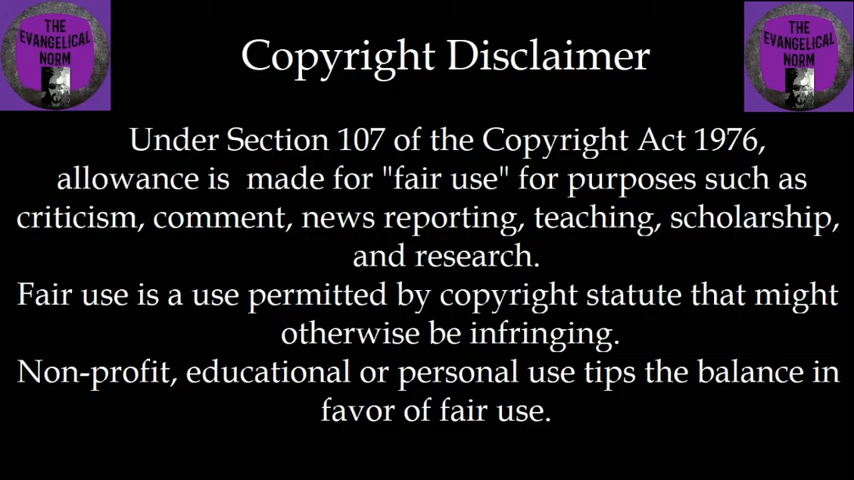 THE
EVANGELICAL
NORM
THE
EVANGELICAL
NORM
Copyright Disclaimer
Under Section 107 of the Copyright Act 1976,
allowance is  made for "fair use" for purposes such as
criticism, comment, news reporting, teaching, scholarship,
and research.
Fair use is a use permitted by copyright statute that might
otherwise be infringing.
Non-profit, educational or personal use tips the balance in
favor of fair use.